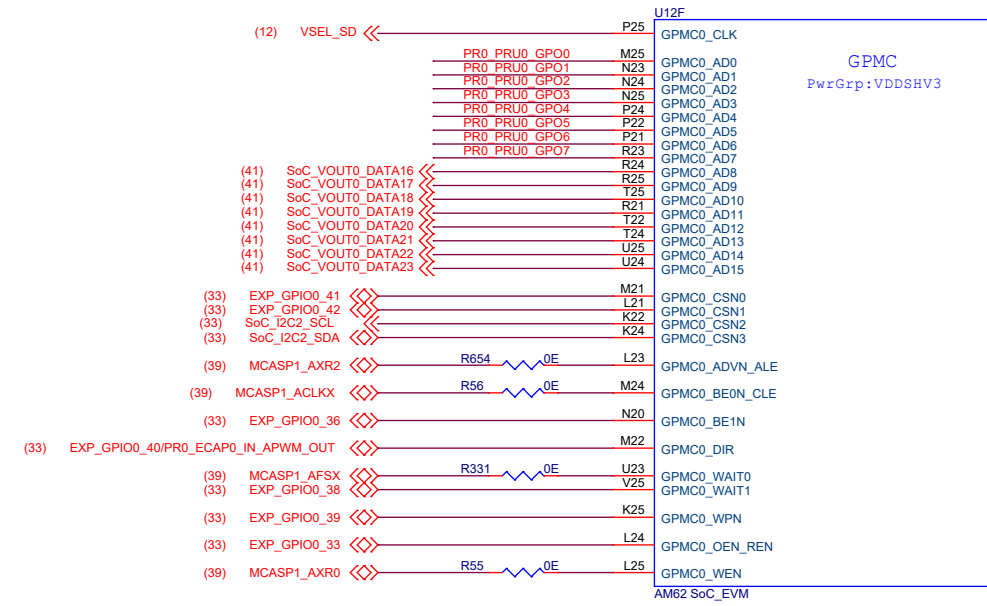 U12F
(12) VSEL_SD P25 GPMC0_CLK
GPMC
PwrGrp:VDDSHV3
PR0_PRU0_GPO0 M25 GPMC0_AD0
PR0_PRU0_GPO1 N23 GPMC0_AD1
PR0_PRU0_GPO2 N24 GPMC0_AD2
PR0_PRU0_GPO3 N25 GPMC0_AD3
PR0_PRU0_GPO4 P24 GPMC0_AD4
PR0_PRU0_GPO5 P22 GPMC0_AD5
PR0_PRU0_GPO6 P21 GPMC0_AD6
PR0_PRU0_GPO7 R23 GPMC0_AD7
(41) SoC_VOUT0_DATA16 R24 GPMC0_AD8
(41) SoC_VOUT0_DATA17 R25 GPMC0_AD9
(41) SoC_VOUT0_DATA18 T25 GPMC0_AD10
(41) SoC_VOUT0_DATA19 R21 GPMC0_AD11
(41) SoC_VOUT0_DATA20 T22 GPMC0_AD12
(41) SoC_VOUT0_DATA21 T24 GPMC0_AD13
(41) SoC_VOUT0_DATA22 U25 GPMC0_AD14
(41) SoC_VOUT0_DATA23 U24 GPMC0_AD15
(33) EXP_GPIO0_41 M21 GPMC0_CSN0
(33) EXP_GPIO0_42 L21 GPMC0_CSN1
(33) SoC_I2C2_SCL K22 GPMC0_CSN2
(33) SoC_I2C2_SDA K24 GPMC0_CSN3
(39) MCASP1_AXR2 R654 0E L23 GPMC0_ADVN_ALE
(39) MCASP1_ACLKX R56 0E M24 GPMC0_BE0N_CLE
(33) EXP_GPIO0_36 N20 GPMC0_BE1N
(33) EXP_GPIO0_40/PR0_ECAP0_IN_APWM_OUT M22 GPMC0_DIR
(39) MCASP1_AFSX R331 0E U23 GPMC0_WAIT0
(33) EXP_GPIO0_38 V25 GPMC0_WAIT1
(33) EXP_GPIO0_39 K25 GPMC0_WPN
(33) EXP_GPIO0_33 L24 GPMC0_OEN_REN
(39) MCASP1_AXR0 R55 0E L25 GPMC0_WEN
AM62 SoC_EVM